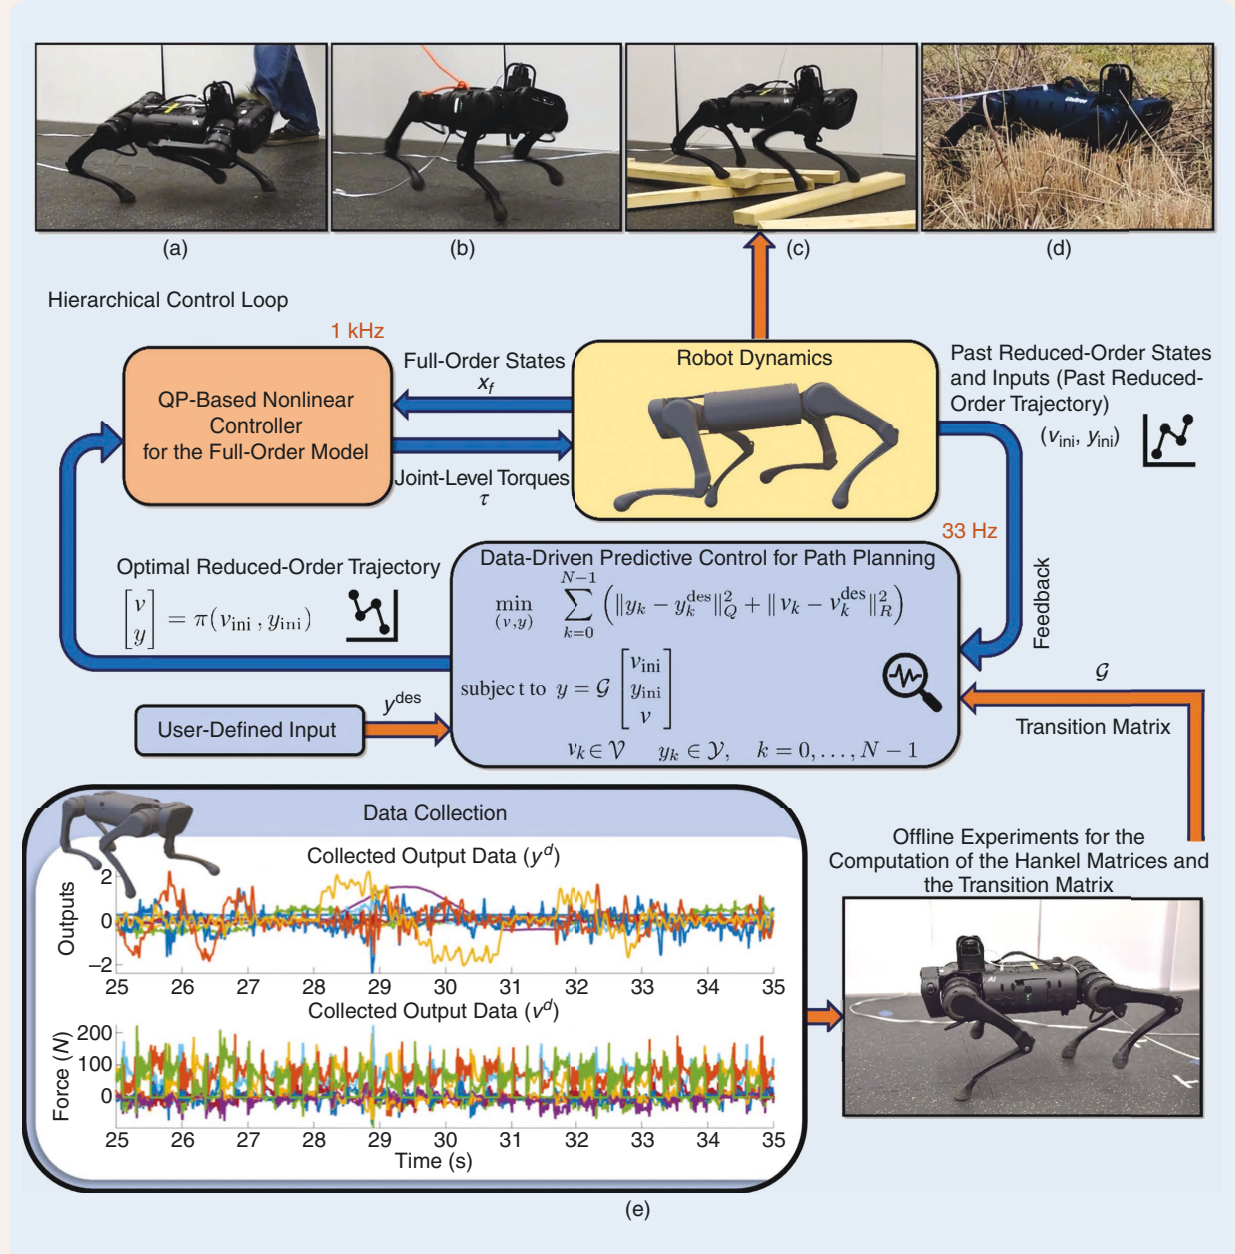 (a)
(b)
(c)
(d)
Hierarchical Control Loop
1 kHz
QP-Based Nonlinear
Controller
for the Full-Order Model
Full-Order States
x_f
Joint-Level Torques
τ
Robot Dynamics
Past Reduced-Order States
and Inputs (Past Reduced-
Order Trajectory)
(v_ini, y_ini)
33 Hz
Feedback
Optimal Reduced-Order Trajectory
[v y] = π(v_ini , y_ini)
Data-Driven Predictive Control for Path Planning
min (v,y) ∑ k=0 N−1 (‖y_k − y_k^des‖²_Q + ‖v_k − v_k^des‖²_R)
subject to y = 𝒢 [v_ini y_ini v]
v_k ∈ 𝒱 y_k ∈ 𝒴, k = 0, . . . , N − 1
User-Defined Input
y^des
𝒢
Transition Matrix
Data Collection
Collected Output Data (y^d)
Outputs
2
0
−2
25 26 27 28 29 30 31 32 33 34 35
Collected Output Data (v^d)
Force (N)
200
100
0
25 26 27 28 29 30 31 32 33 34 35
Time (s)
Offline Experiments for the
Computation of the Hankel Matrices and
the Transition Matrix
AI
(e)